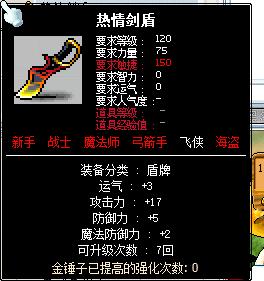 热情剑盾
要求等级： 120
要求力量： 75
要求敏捷： 150
要求智力： 0
要求运气： 0
要求人气度： -
道具等级： -
道具经验值： -
新手 战士 魔法师 弓箭手 飞侠 海盗
装备分类 : 盾牌
运气 : +3
攻击力 : +17
防御力 : +5
魔法防御力 : +2
可升级次数 : 7回
金锤子已提高的强化次数: 0